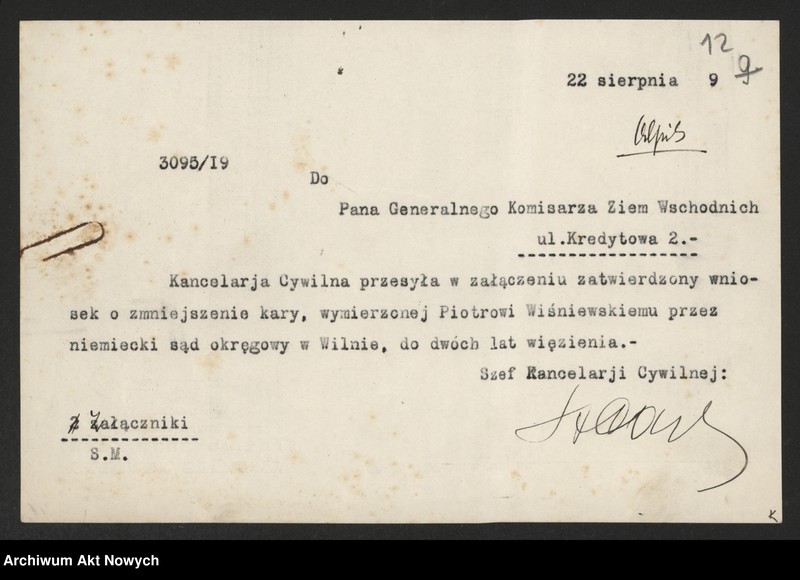 12
22 sierpnia 9 9
Odpis
3095/19
Do
Pana Generalnego Komisarza Ziem Wschodnich
ul.Kredytowa 2.-
Kancelarja Cywilna przesyła w załączeniu zatwierdzony wnio-
sek o zmniejszenie kary, wymierzonej Piotrowi Wiśniewskiemu przez
niemiecki sąd okręgowy w Wilnie, do dwóch lat więzienia.-
Szef Kancelarji Cywilnej:
Załączniki
S.M.
K
Archiwum Akt Nowych